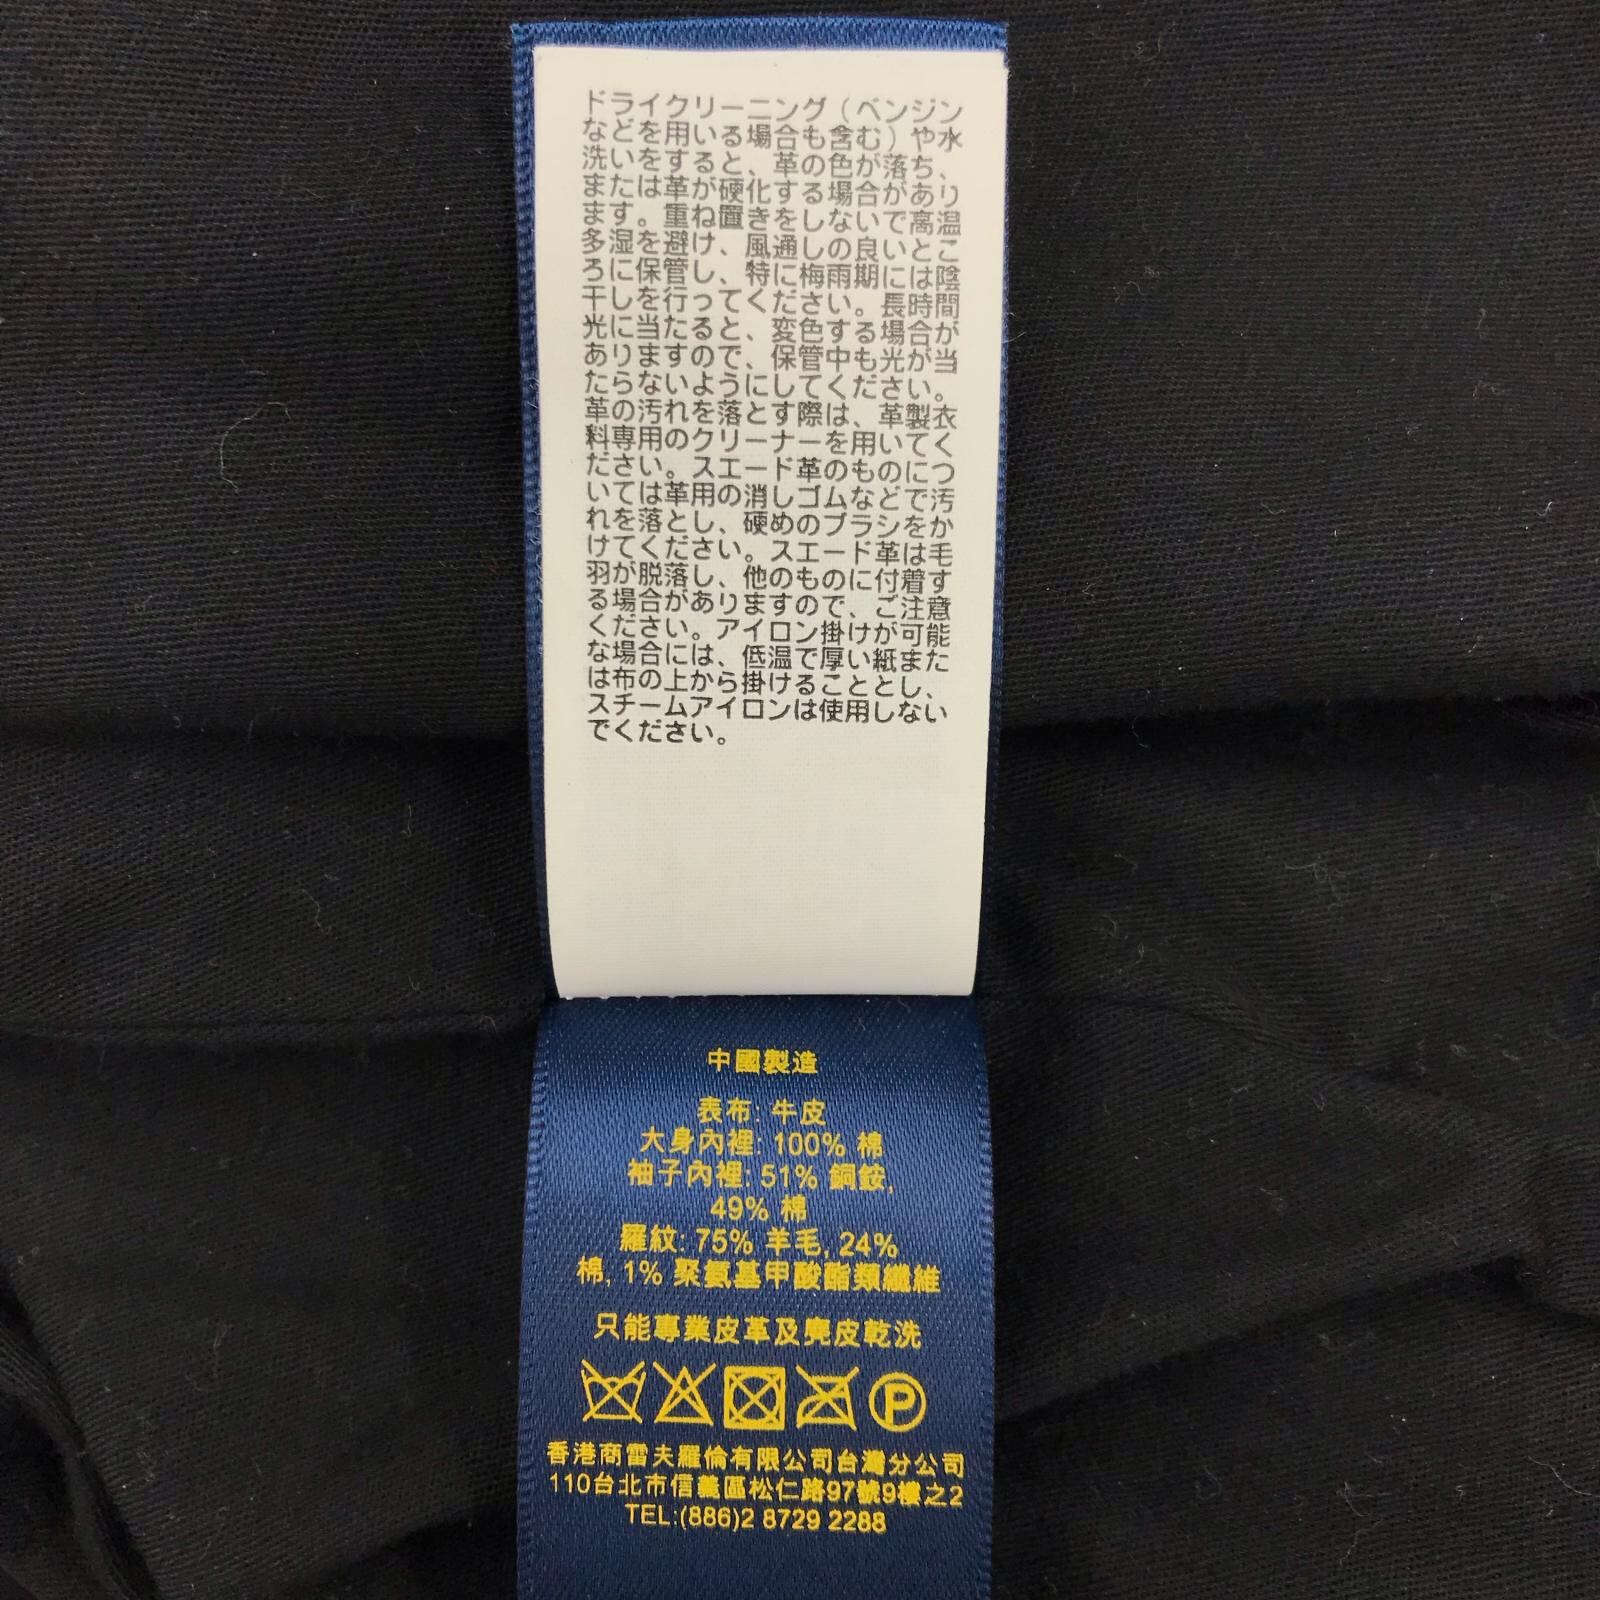 ドライクリーニング（ベンジン
などを用いる場合も含む）や水
洗いをすると、革の色が落ち、
または革が硬化する場合があり
ます。重ね置きをしないで高温
多湿を避け、風通しの良いとこ
ろに保管し、特に梅雨期には陰
干しを行ってください。長時間
光に当たると、変色する場合が
ありますので、保管中も光が当
たらないようにしてください。
革の汚れを落とす際は、革製衣
料専用のクリーナーを用いてく
ださい。スエード革のものにつ
いては革用の消しゴムなどで汚
れを落とし、硬めのブラシをか
けてください。スエード革は毛
羽が脱落し、他のものに付着す
る場合がありますので、ご注意
ください。アイロン掛けが可能
な場合には、低温で厚い紙また
は布の上から掛けることとし、
スチームアイロンは使用しない
でください。
中國製造
表布: 牛皮
大身內裡: 100% 棉
袖子內裡: 51% 銅銨,
49% 棉
羅紋: 75% 羊毛, 24%
棉, 1% 聚氨基甲酸酯類纖維
只能專業皮革及麂皮乾洗
P
香港商雷夫羅倫有限公司台灣分公司
110台北市信義區松仁路97號9樓之2
TEL:(886)2 8729 2288